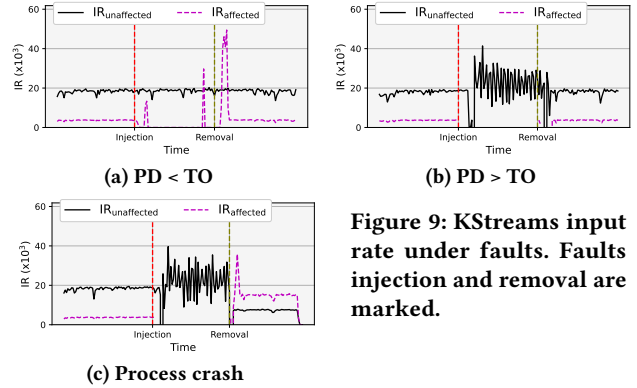 IRunaffected IRaffected
60
40
20
0
IR (x10³)
Injection Removal
Time
(a) PD < TO
IRunaffected IRaffected
60
40
20
0
IR (x10³)
Injection Removal
Time
(b) PD > TO
IRunaffected IRaffected
60
40
20
0
IR (x10³)
Injection Removal
Time
(c) Process crash
Figure 9: KStreams input
rate under faults. Faults
injection and removal are
marked.